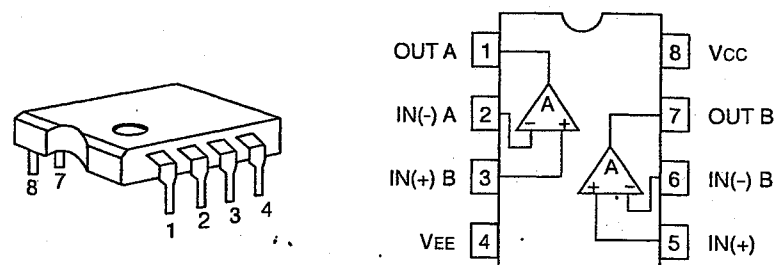 OUT A 1 8 VCC
A
IN(-) A 2 - + 7 OUT B
A
IN(+) B 3 + - 6 IN(-) B
VEE 4 5 IN(+)
8 7
1 2 3 4